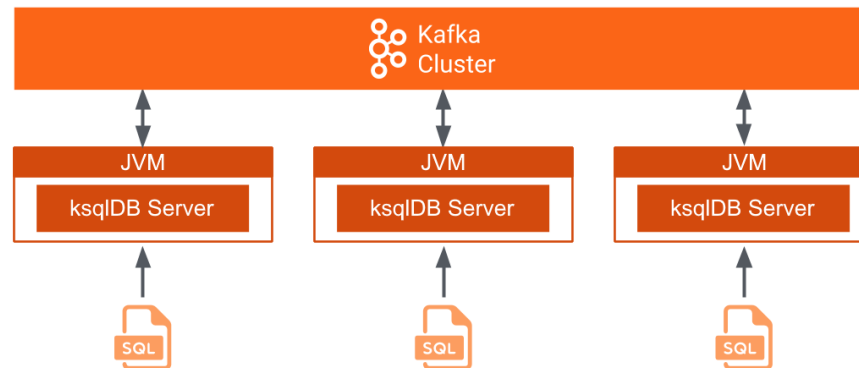 Kafka
Cluster
JVM
JVM
JVM
ksqlDB Server
ksqlDB Server
ksqlDB Server
SQL
SQL
SQL